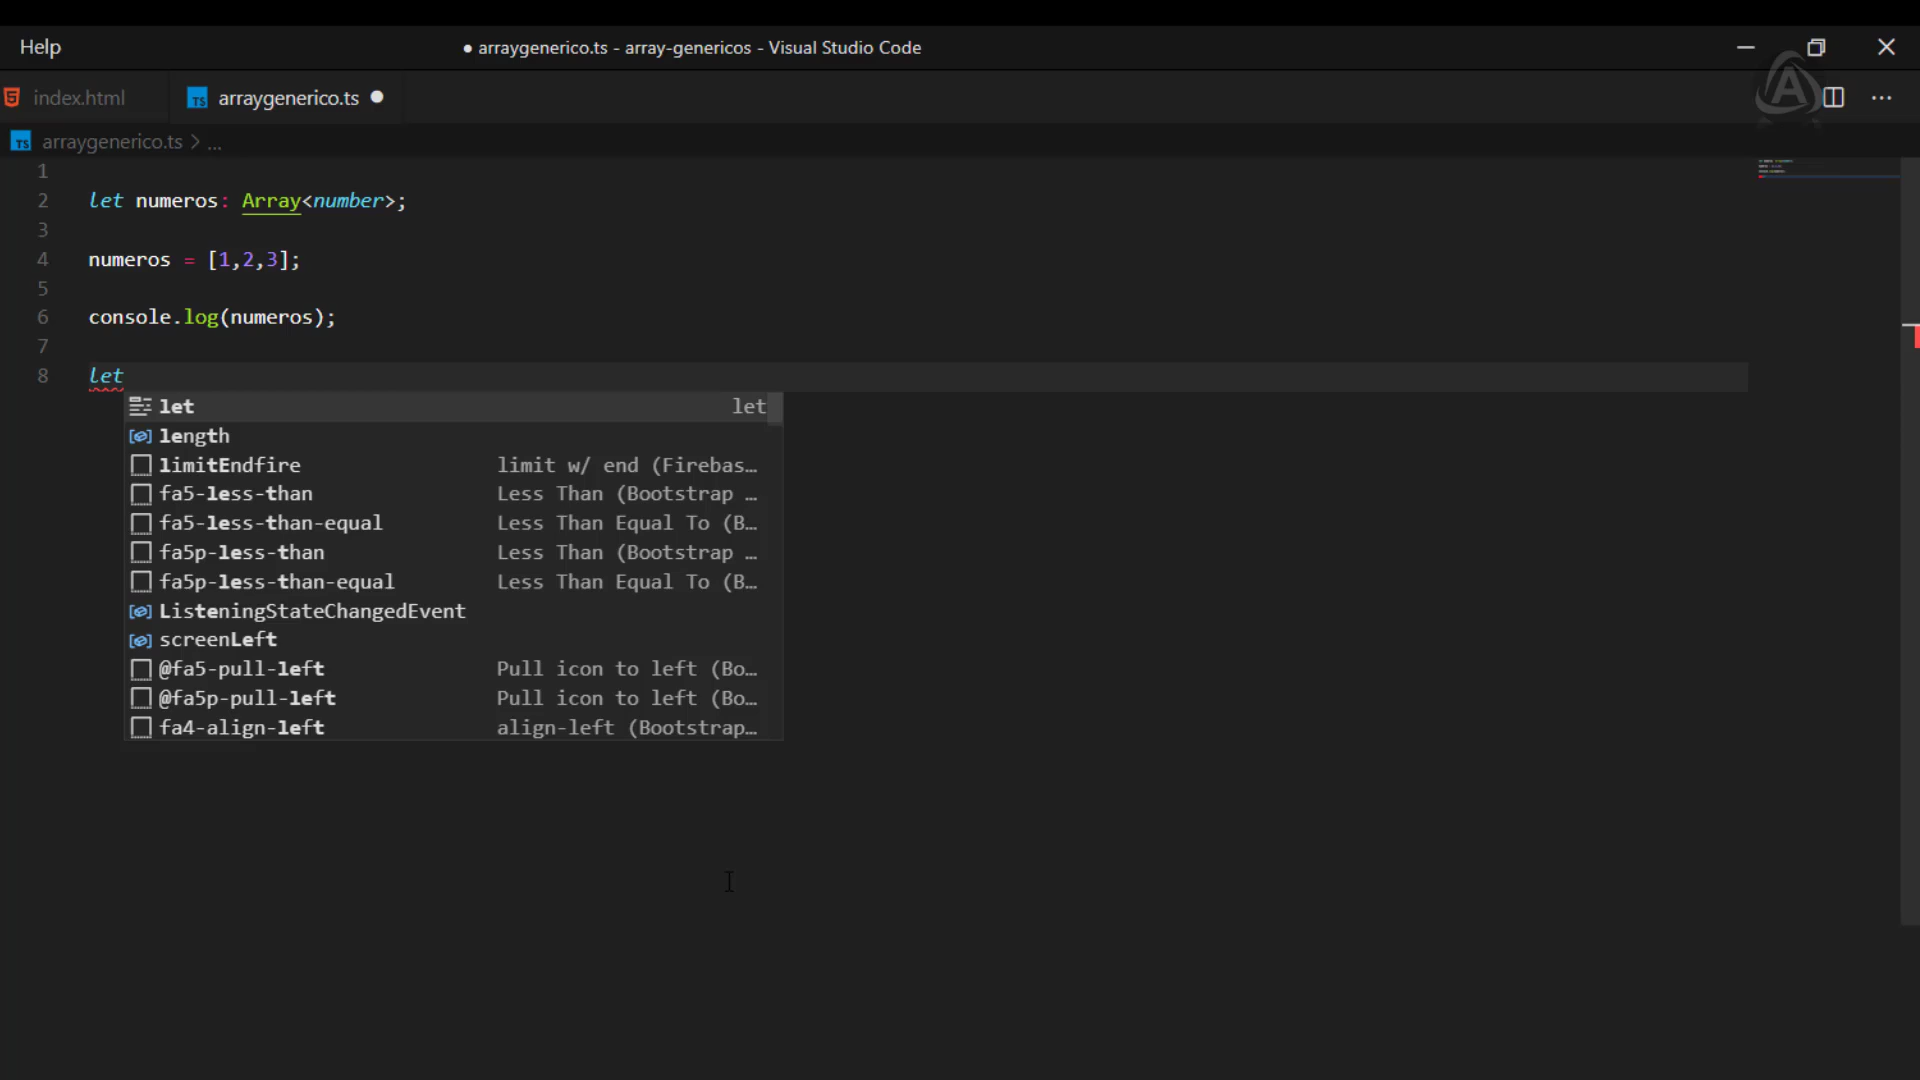 Help
● arraygenerico.ts - array-genericos - Visual Studio Code
index.html
TS arraygenerico.ts ●
TS arraygenerico.ts > ...
1
2 let numeros: Array<number>;
3
4 numeros = [1,2,3];
5
6 console.log(numeros);
7
8 let
let let
length
limitEndfire limit w/ end (Firebas…
fa5-less-than Less Than (Bootstrap …
fa5-less-than-equal Less Than Equal To (B…
fa5p-less-than Less Than (Bootstrap …
fa5p-less-than-equal Less Than Equal To (B…
ListeningStateChangedEvent
screenLeft
@fa5-pull-left Pull icon to left (Bo…
@fa5p-pull-left Pull icon to left (Bo…
fa4-align-left align-left (Bootstrap…